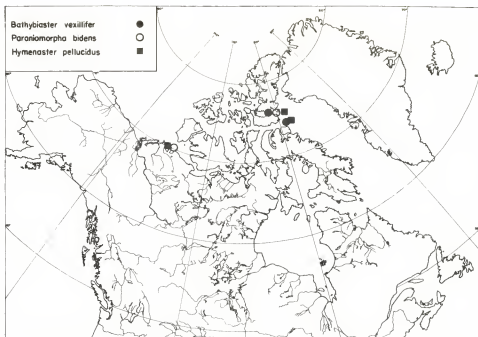 Bathybiaster vexillifer
Paraniomorpha bidens
Hymenaster pellucidus